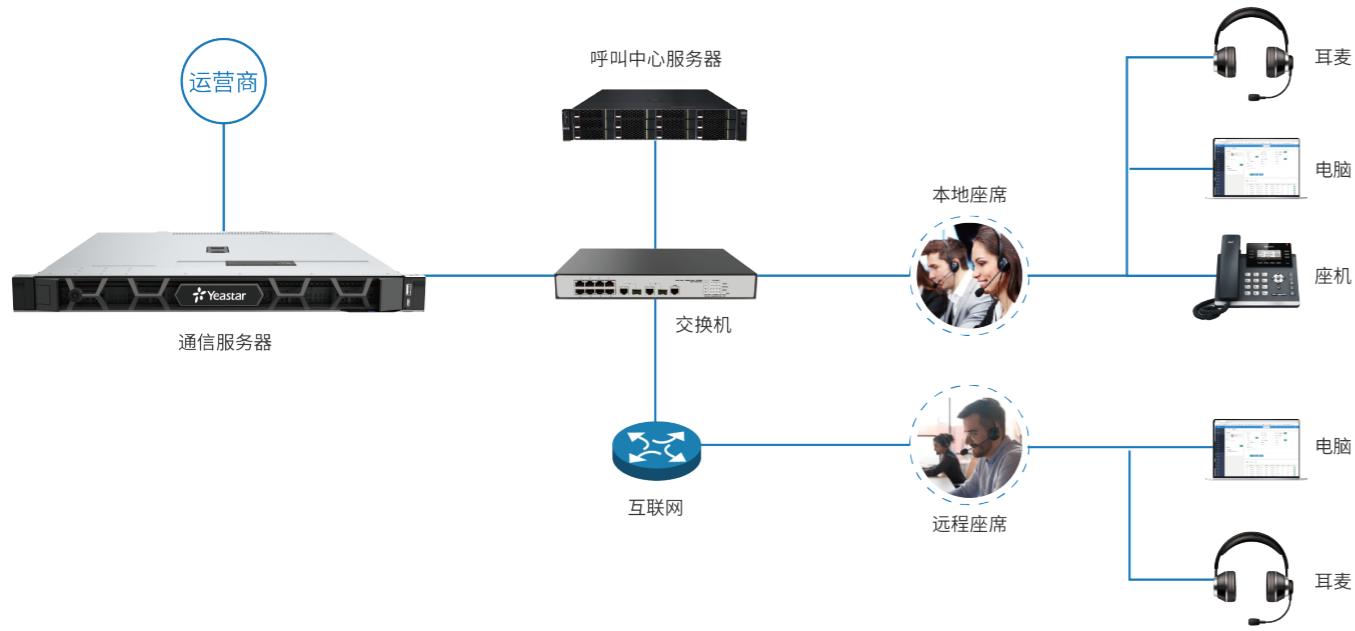 运营商
呼叫中心服务器
耳麦
电脑
本地座席
座机
Yeastar
通信服务器
交换机
电脑
互联网
远程座席
耳麦